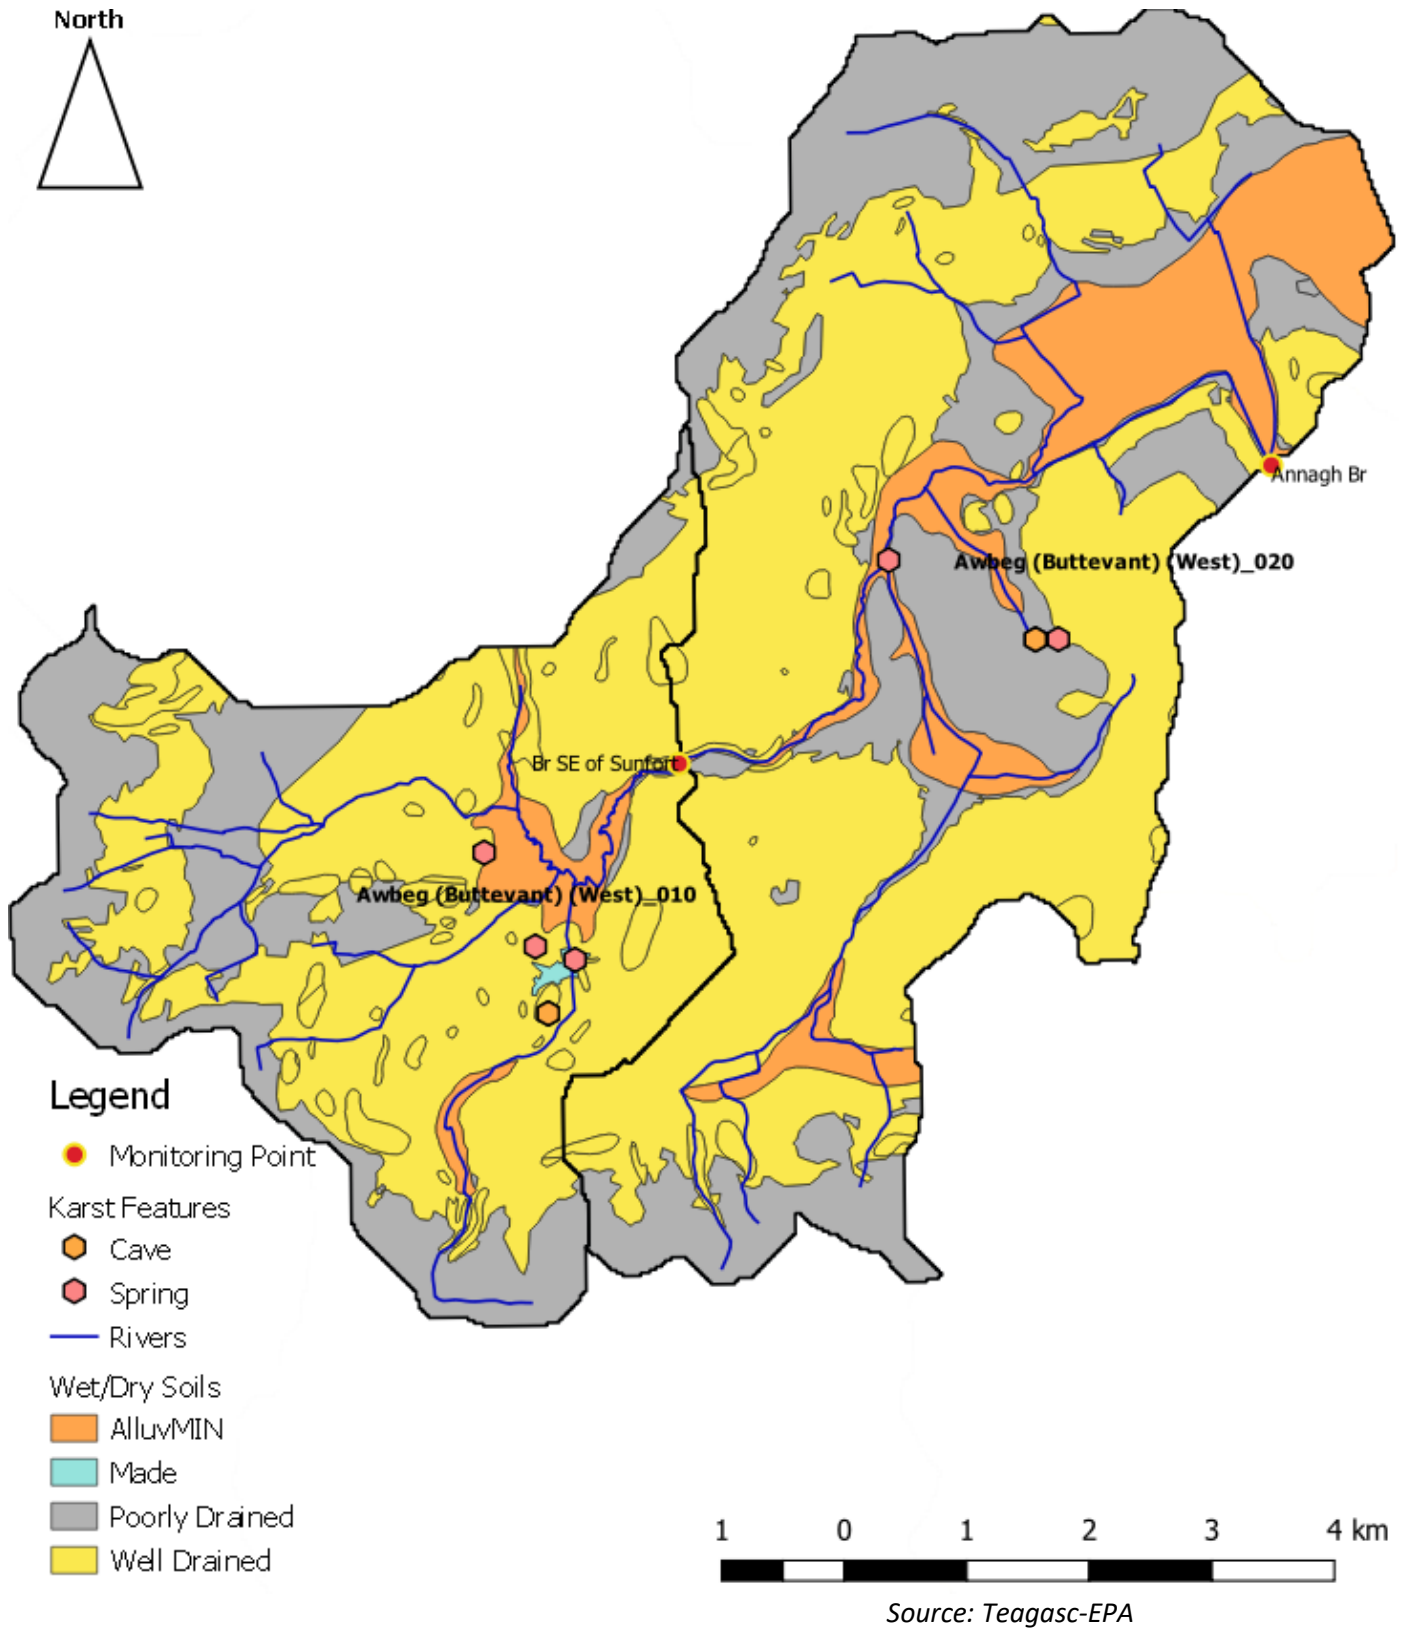 North
Annagh Br
Awbeg (Buttevant) (West)_020
Br SE of Sunfort
Awbeg (Buttevant) (West)_010
Legend
Monitoring Point
Karst Features
Cave
Spring
Rivers
Wet/Dry Soils
AlluvMIN
Made
Poorly Drained
Well Drained
1 0 1 2 3 4 km
Source: Teagasc-EPA